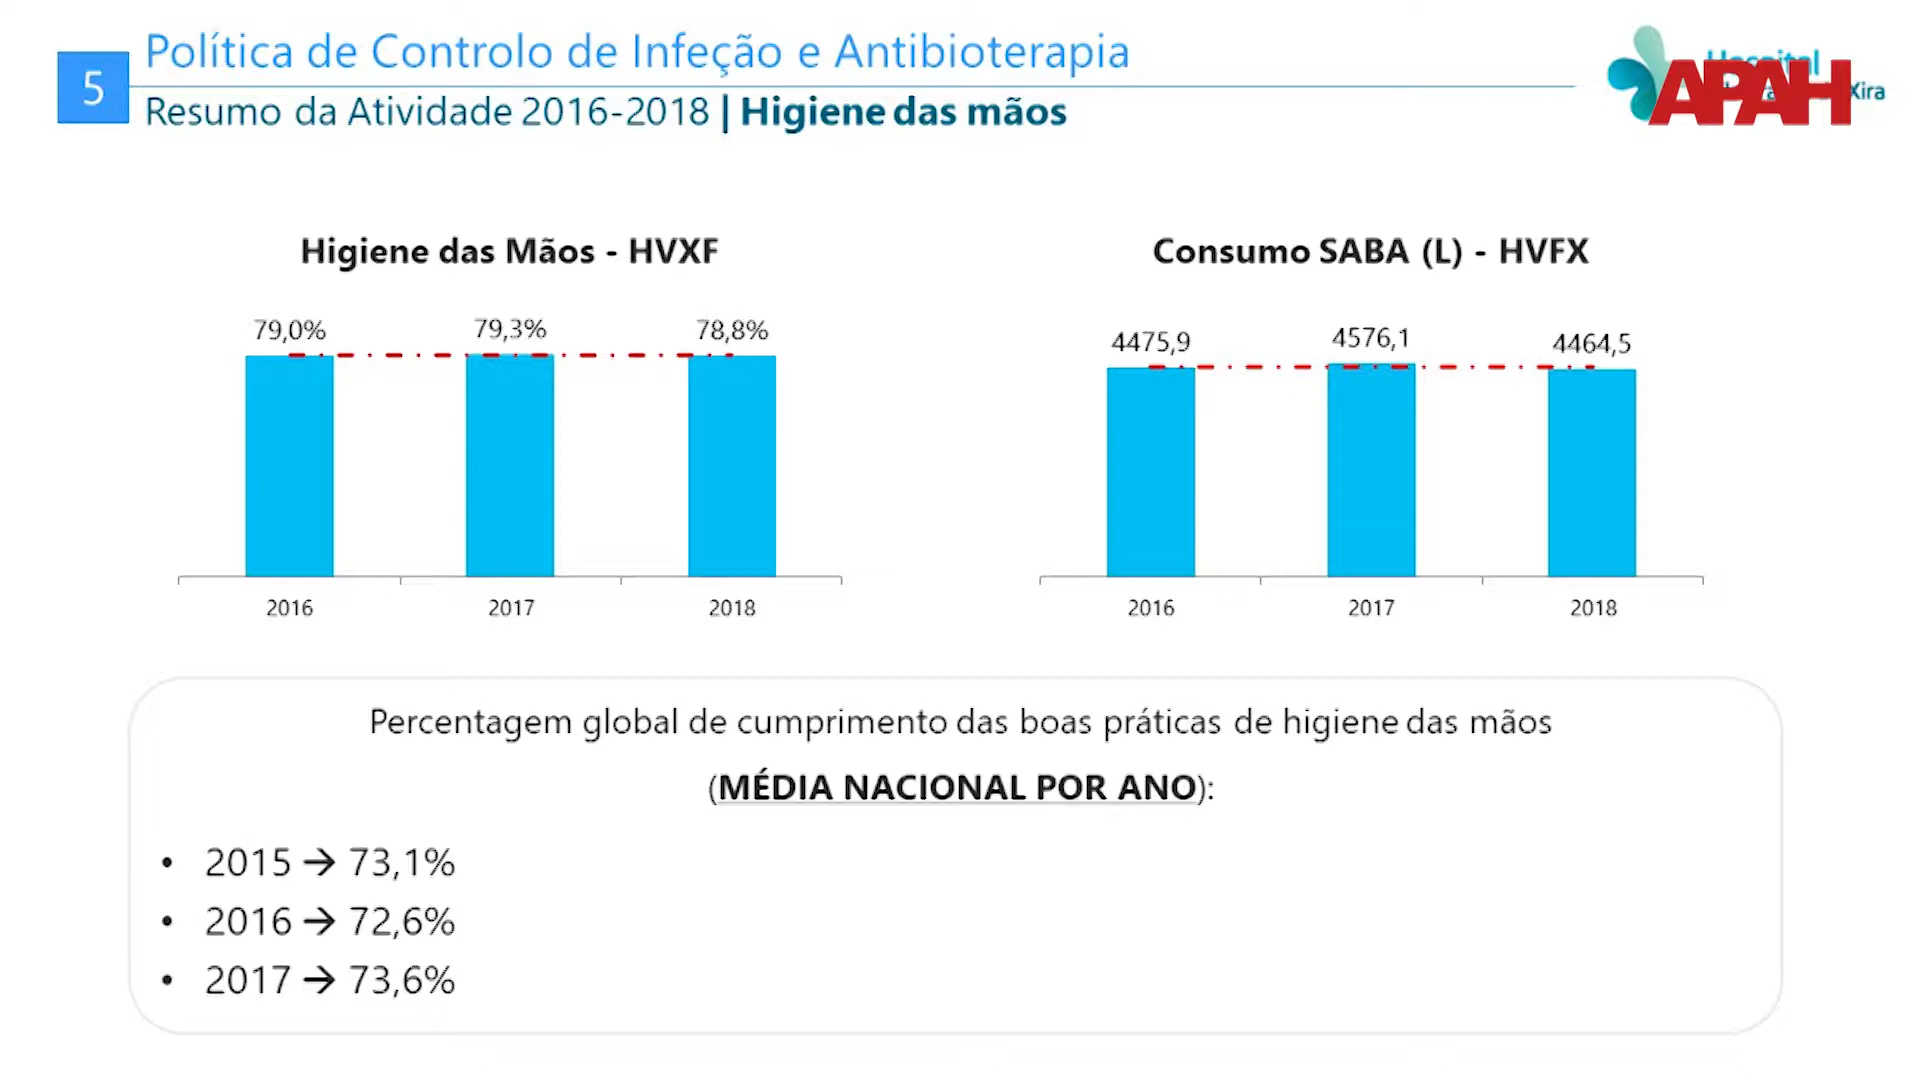 5
Política de Controlo de Infeção e Antibioterapia
Resumo da Atividade 2016-2018 | Higiene das mãos
Hospital
Xira
APAH
Higiene das Mãos - HVXF
79,0%
79,3%
78,8%
2016
2017
2018
Consumo SABA (L) - HVFX
4475,9
4576,1
4464,5
2016
2017
2018
Percentagem global de cumprimento das boas práticas de higiene das mãos
(MÉDIA NACIONAL POR ANO):
• 2015 → 73,1%
• 2016 → 72,6%
• 2017 → 73,6%